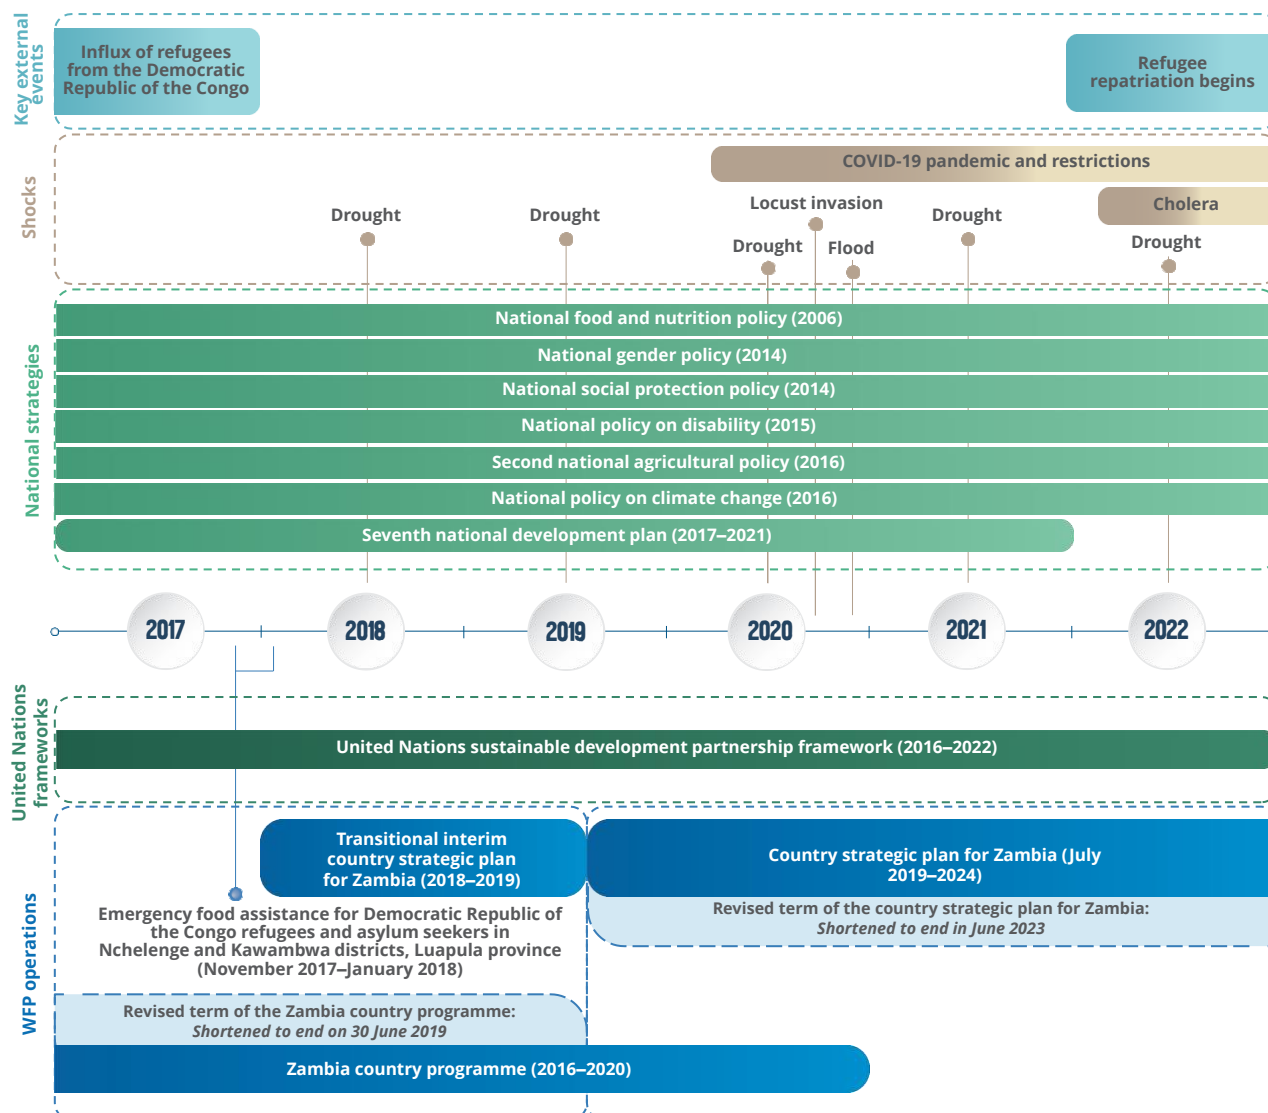 Key external
events
Influx of refugees
from the Democratic
Republic of the Congo
Refugee
repatriation begins
Shocks
COVID-19 pandemic and restrictions
Cholera
Drought
Drought
Drought
Locust invasion
Flood
Drought
Drought
National strategies
National food and nutrition policy (2006)
National gender policy (2014)
National social protection policy (2014)
National policy on disability (2015)
Second national agricultural policy (2016)
National policy on climate change (2016)
Seventh national development plan (2017–2021)
2017
2018
2019
2020
2021
2022
United Nations
frameworks
United Nations sustainable development partnership framework (2016–2022)
WFP operations
Transitional interim
country strategic plan
for Zambia (2018–2019)
Country strategic plan for Zambia (July
2019–2024)
Revised term of the country strategic plan for Zambia:
Shortened to end in June 2023
Emergency food assistance for Democratic Republic of
the Congo refugees and asylum seekers in
Nchelenge and Kawambwa districts, Luapula province
(November 2017–January 2018)
Revised term of the Zambia country programme:
Shortened to end on 30 June 2019
Zambia country programme (2016–2020)